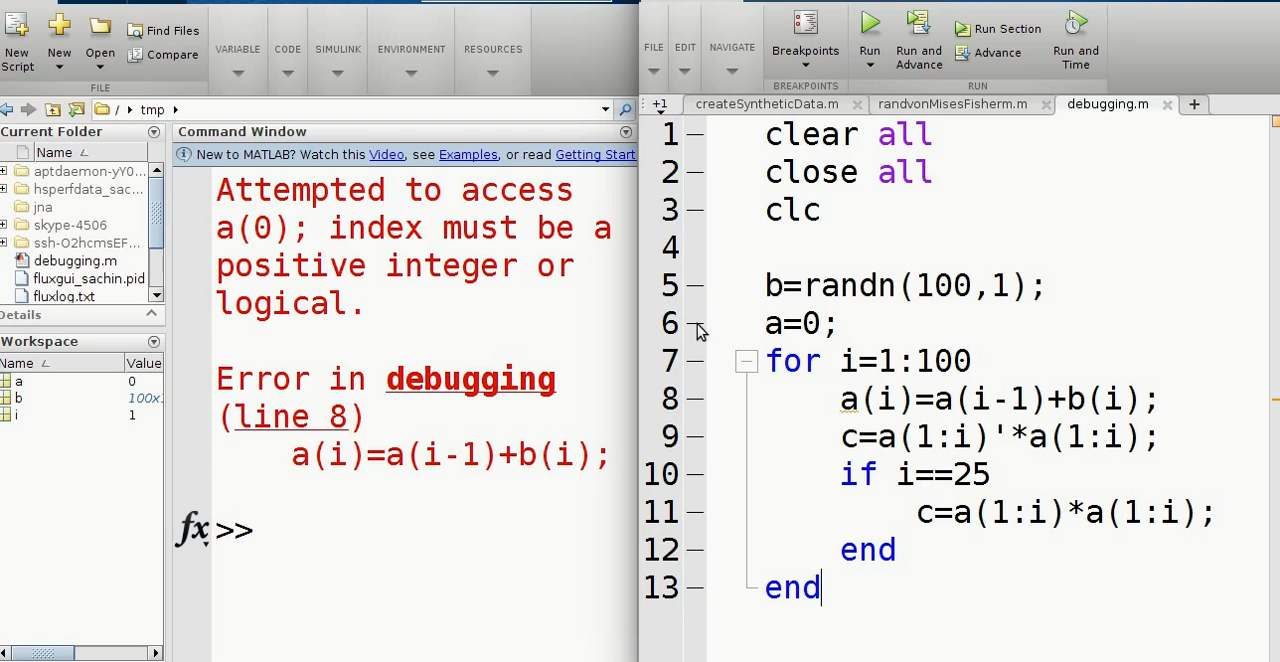 New Script
New
Open
Find Files
Compare
FILE
VARIABLE
CODE
SIMULINK
ENVIRONMENT
RESOURCES
/ tmp
Current Folder
Name
aptdaemon-yY0...
hsperfdata_sac...
jna
skype-4506
ssh-O2hcmsEF...
debugging.m
fluxgui_sachin.pid
fluxlog.txt
Details
Workspace
Name Value
a 0
b 100x
i 1
Command Window
New to MATLAB? Watch this Video, see Examples, or read Getting Start
Attempted to access
a(0); index must be a
positive integer or
logical.
Error in debugging
(line 8)
a(i)=a(i-1)+b(i);
fx >>
FILE
EDIT
NAVIGATE
Breakpoints
BREAKPOINTS
Run
Run and Advance
Run Section
Advance
Run and Time
RUN
+1
createSyntheticData.m
randvonMisesFisherm.m
debugging.m
1 clear all
2 close all
3 clc
4
5 b=randn(100,1);
6 a=0;
7 for i=1:100
8 a(i)=a(i-1)+b(i);
9 c=a(1:i)'*a(1:i);
10 if i==25
11 c=a(1:i)*a(1:i);
12 end
13 end